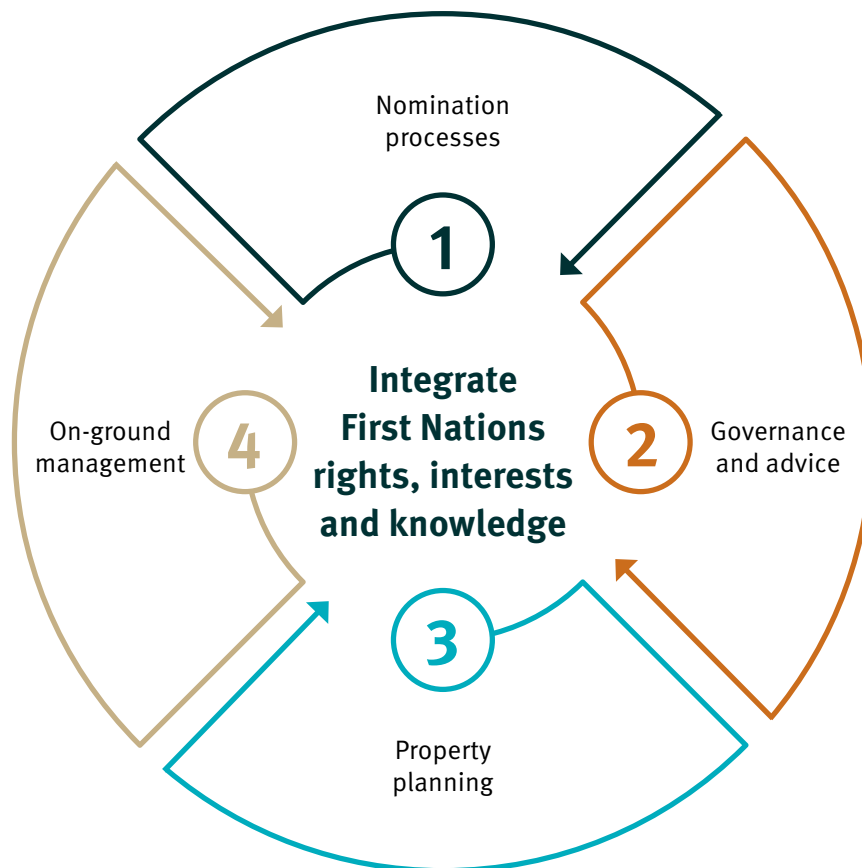 Nomination
processes
1
Integrate
First Nations
rights, interests
and knowledge
2
Governance
and advice
3
Property
planning
4
On-ground
management